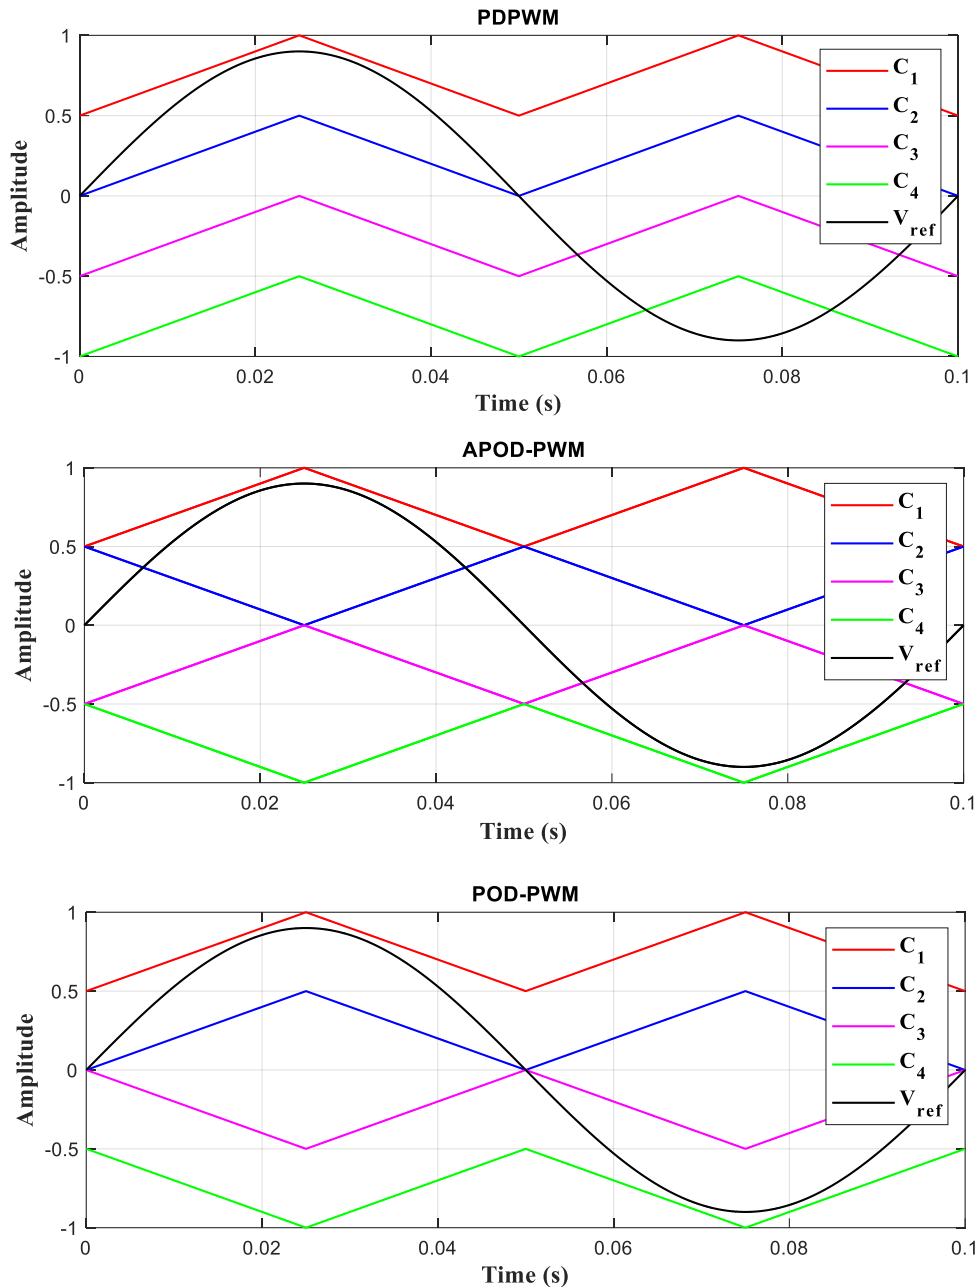 PDPWM
1
0.5
0
-0.5
-1
Amplitude
C1
C2
C3
C4
Vref
0
0.02
0.04
0.06
0.08
0.1
Time (s)
APOD-PWM
1
0.5
0
-0.5
-1
Amplitude
C1
C2
C3
C4
Vref
0
0.02
0.04
0.06
0.08
0.1
Time (s)
POD-PWM
1
0.5
0
-0.5
-1
Amplitude
C1
C2
C3
C4
Vref
0
0.02
0.04
0.06
0.08
0.1
Time (s)